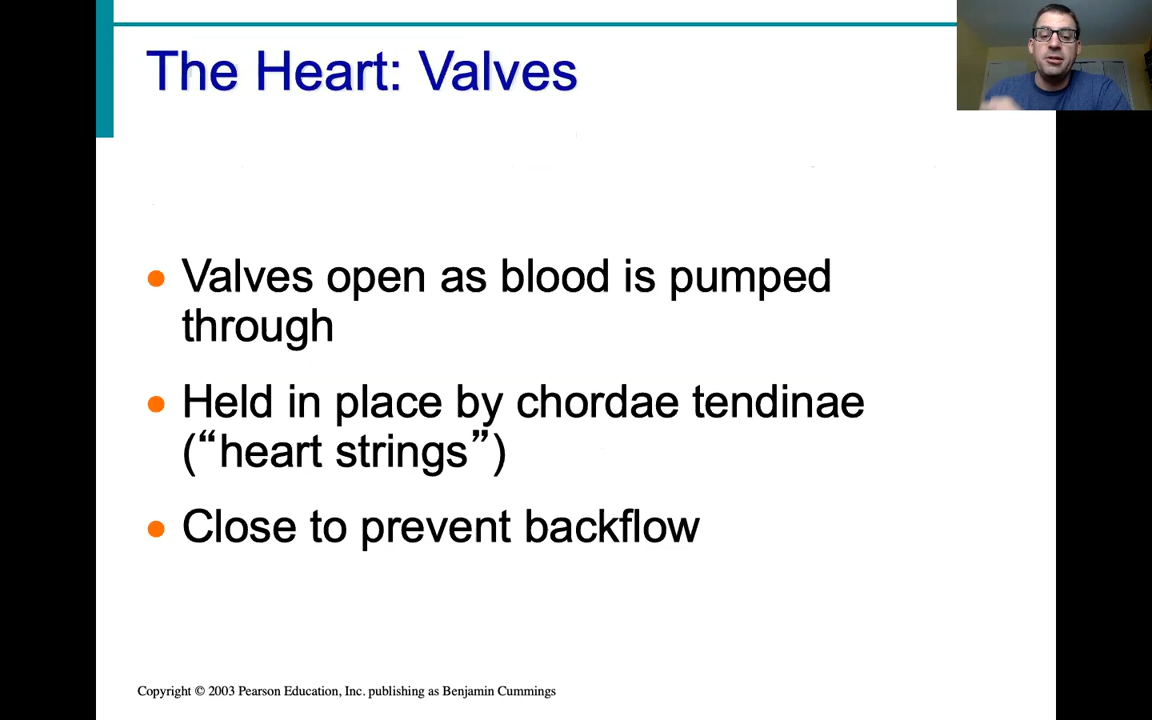 The Heart: Valves
• Valves open as blood is pumped
through
• Held in place by chordae tendinae
(“heart strings”)
• Close to prevent backflow
Copyright © 2003 Pearson Education, Inc. publishing as Benjamin Cummings